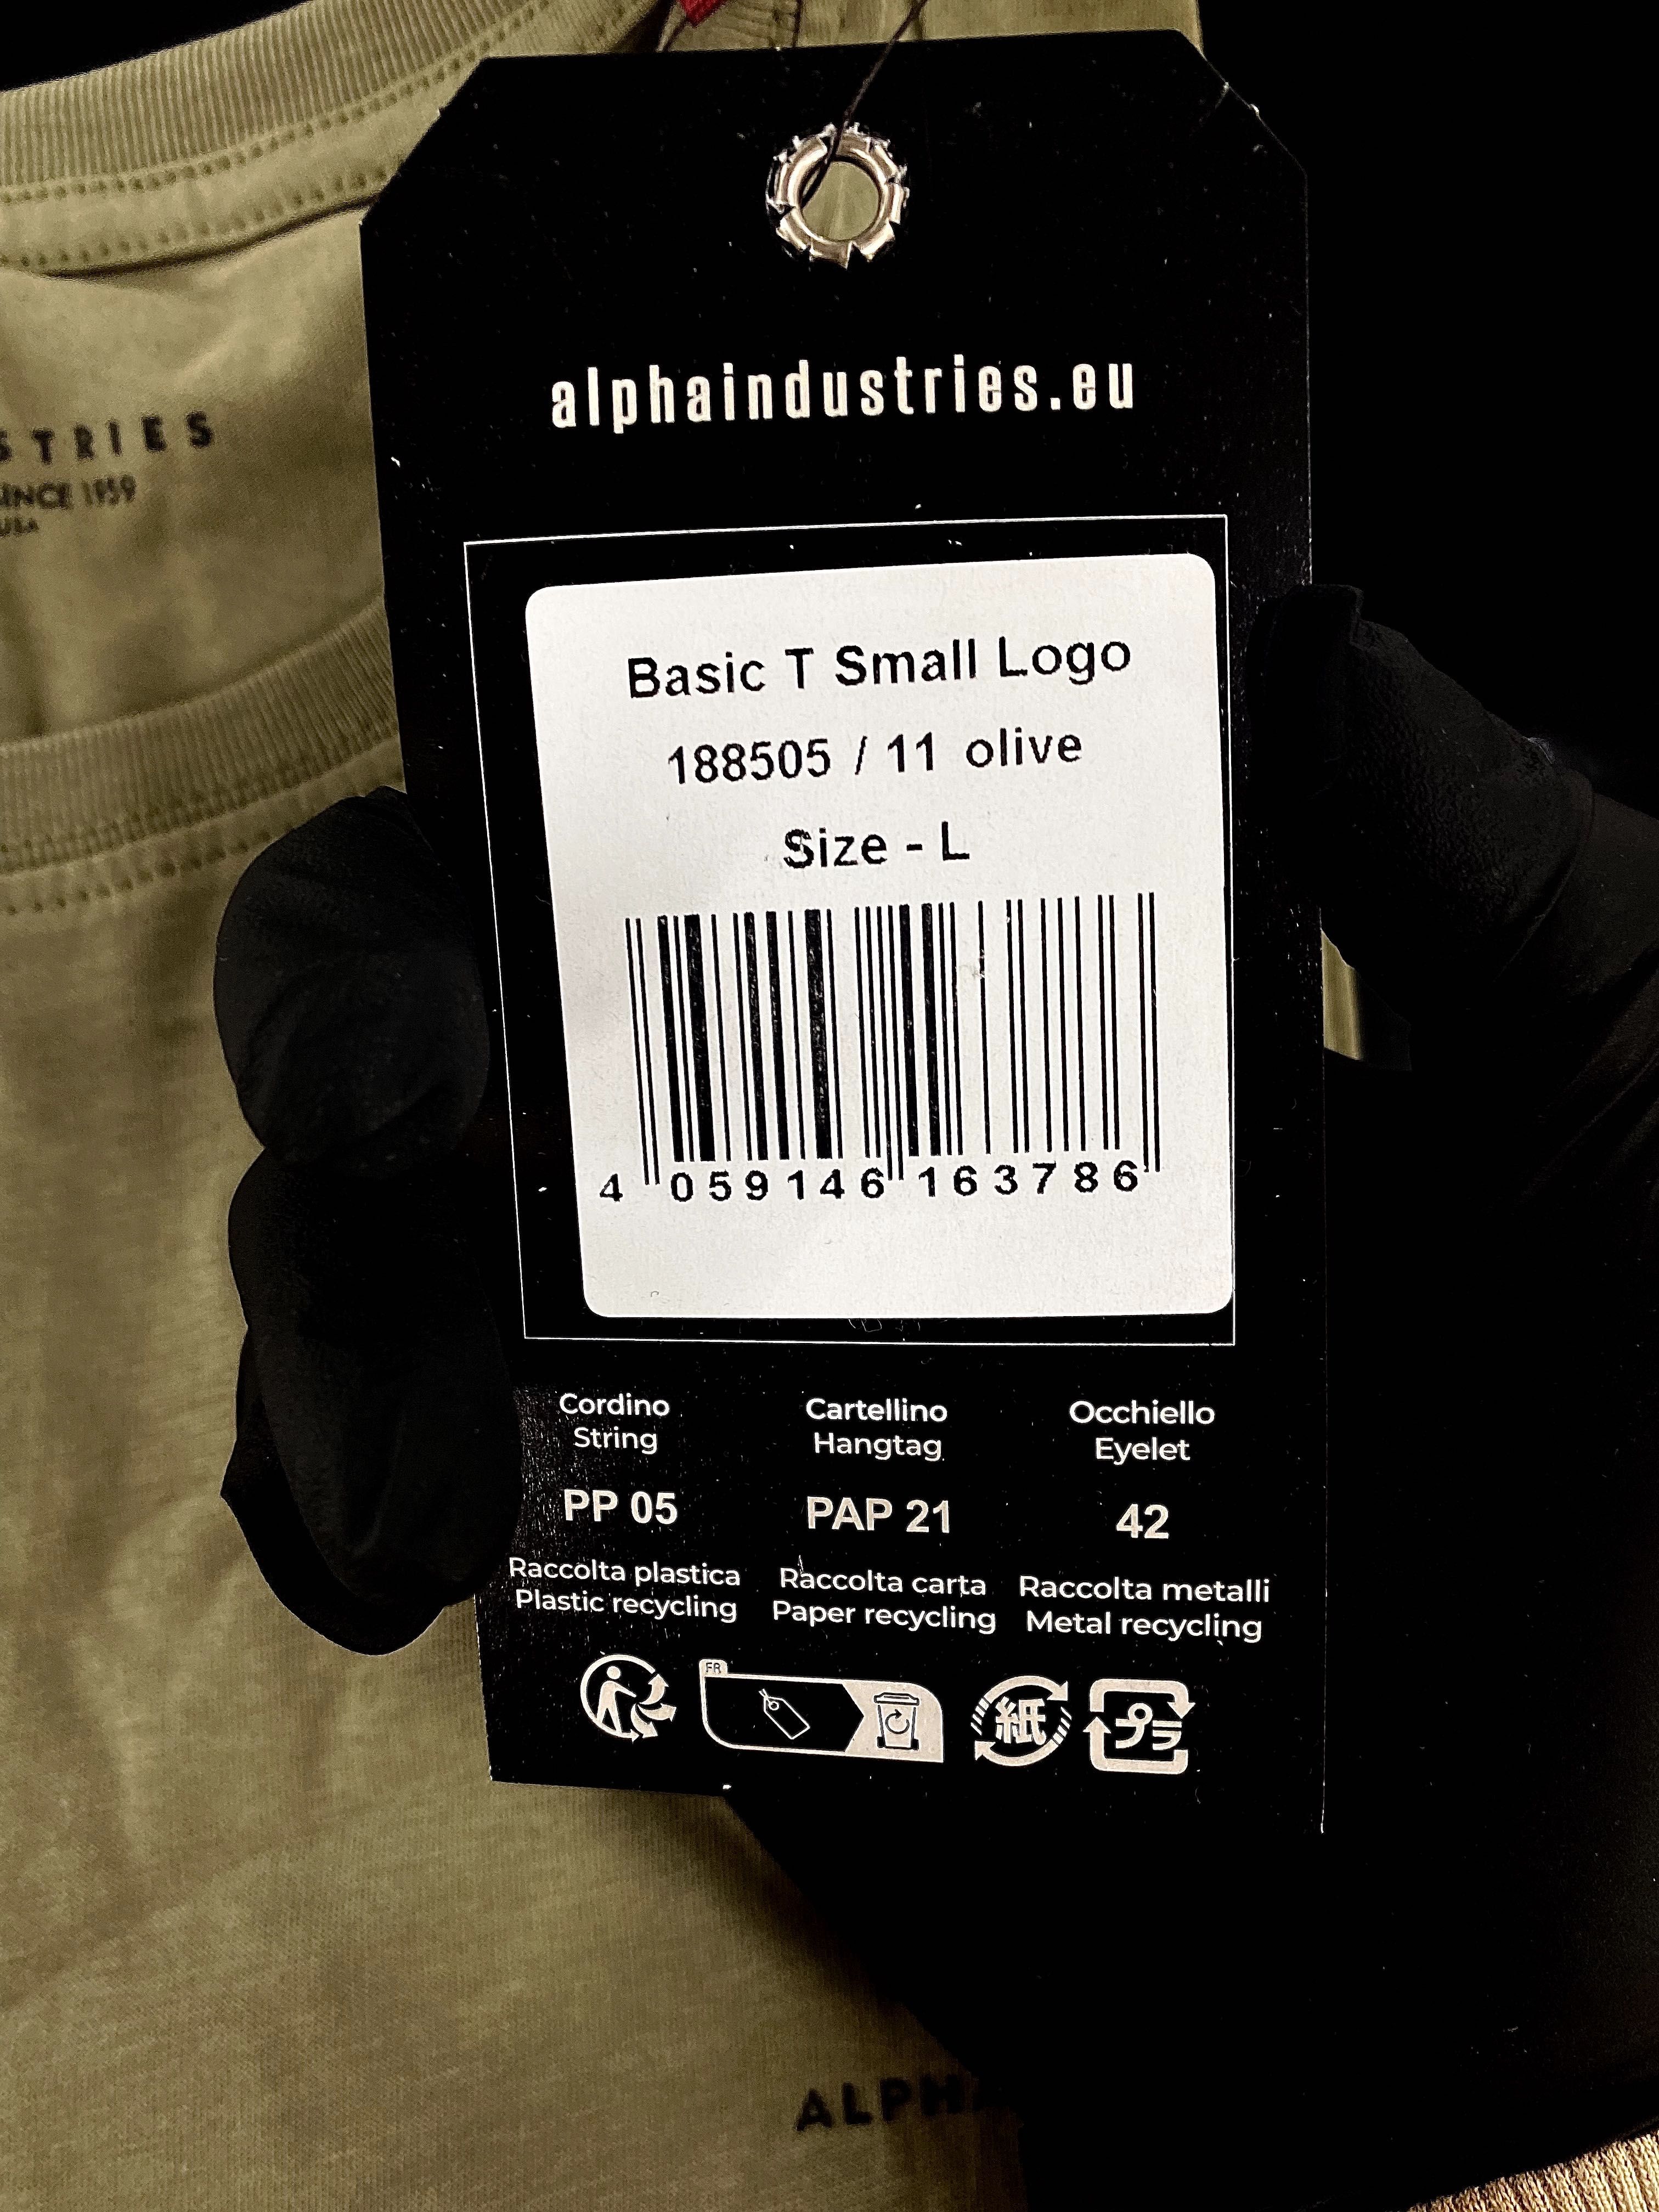 STRIES
SINCE 1959
USA
alphaindustries.eu
Basic T Small Logo
188505 / 11 olive
Size - L
4 059146 163786
Cordino
String
PP 05
Raccolta plastica
Plastic recycling
Cartellino
Hangtag
PAP 21
Raccolta carta
Paper recycling
Occhiello
Eyelet
42
Raccolta metalli
Metal recycling
FR
紙
プラ
ALPHA